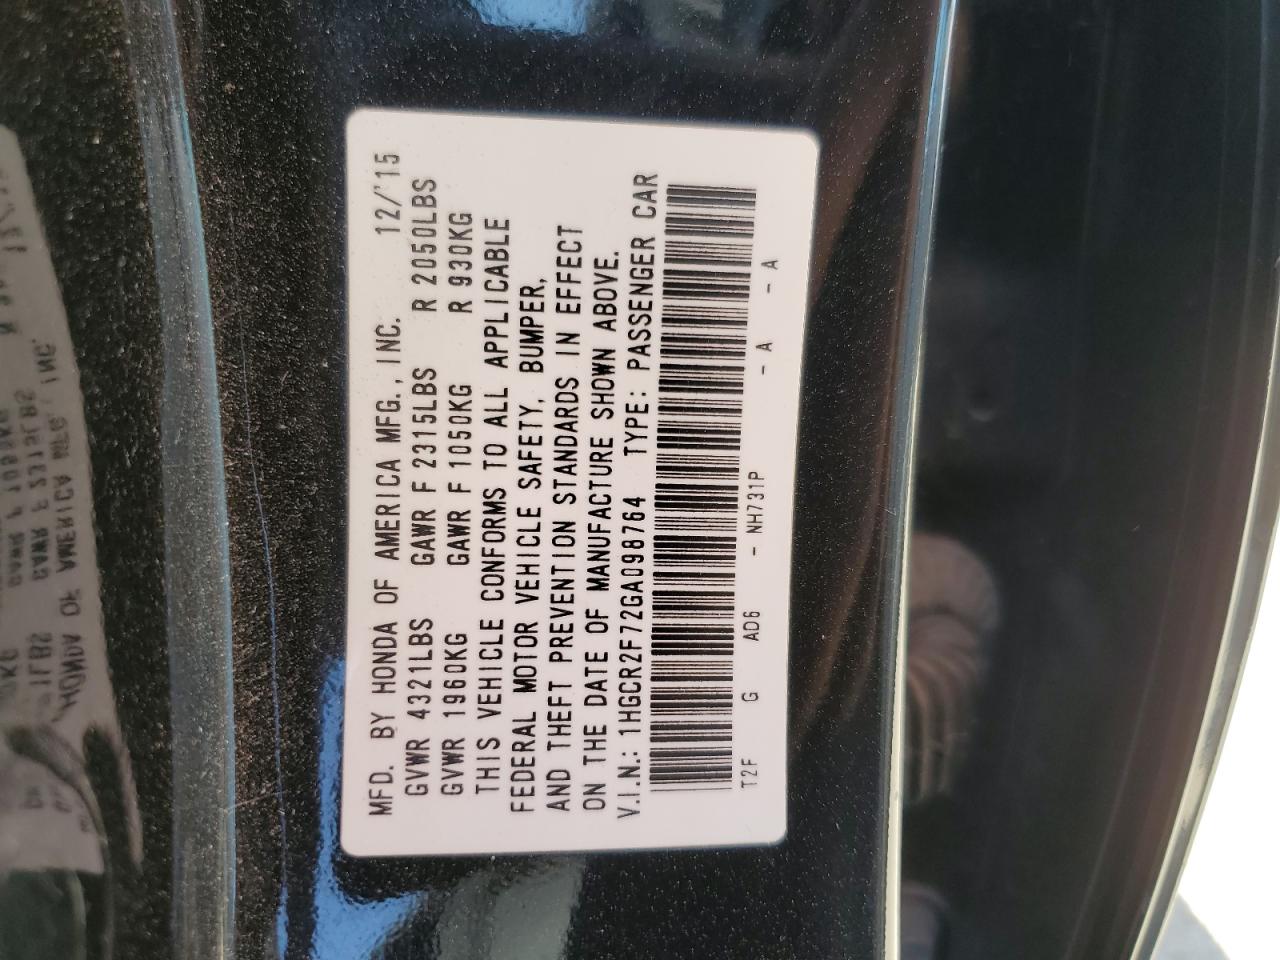 MFD. BY HONDA OF AMERICA MFG., INC. 12/'15
GVWR 4321LBS GAWR F 2315LBS R 2050LBS
GVWR 1960KG GAWR F 1050KG R 930KG
THIS VEHICLE CONFORMS TO ALL APPLICABLE
FEDERAL MOTOR VEHICLE SAFETY, BUMPER,
AND THEFT PREVENTION STANDARDS IN EFFECT
ON THE DATE OF MANUFACTURE SHOWN ABOVE.
V.I.N.: 1HGCR2F72GA098764 TYPE: PASSENGER CAR
T2F G AD6 - NH731P - A - A